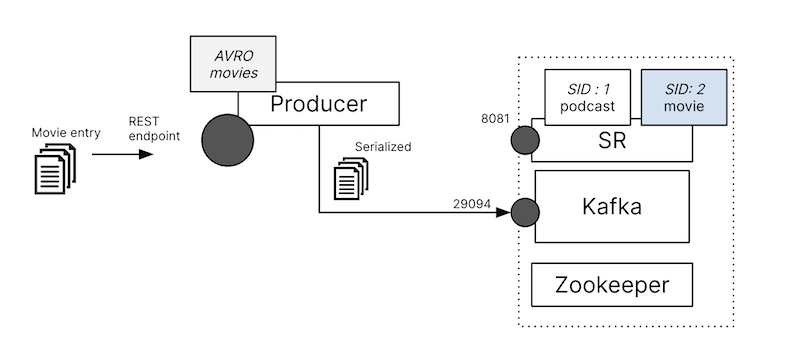 Movie entry
REST
endpoint
AVRO
movies
Producer
Serialized
29094
8081
SID : 1
podcast
SID: 2
movie
SR
Kafka
Zookeeper